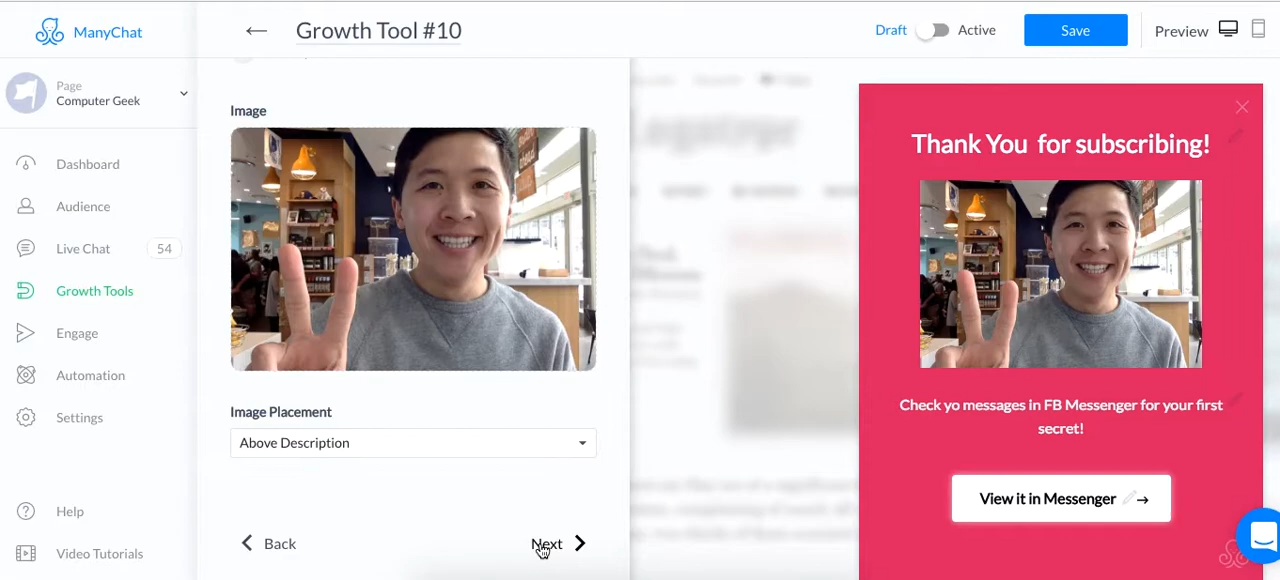 ManyChat
Growth Tool #10
Draft
Active
Save
Preview
Page
Computer Geek
Dashboard
Audience
Live Chat
54
Growth Tools
Engage
Automation
Settings
Help
Video Tutorials
Image
Image Placement
Above Description
Back
Next
Thank You for subscribing!
Check yo messages in FB Messenger for your first
secret!
View it in Messenger →